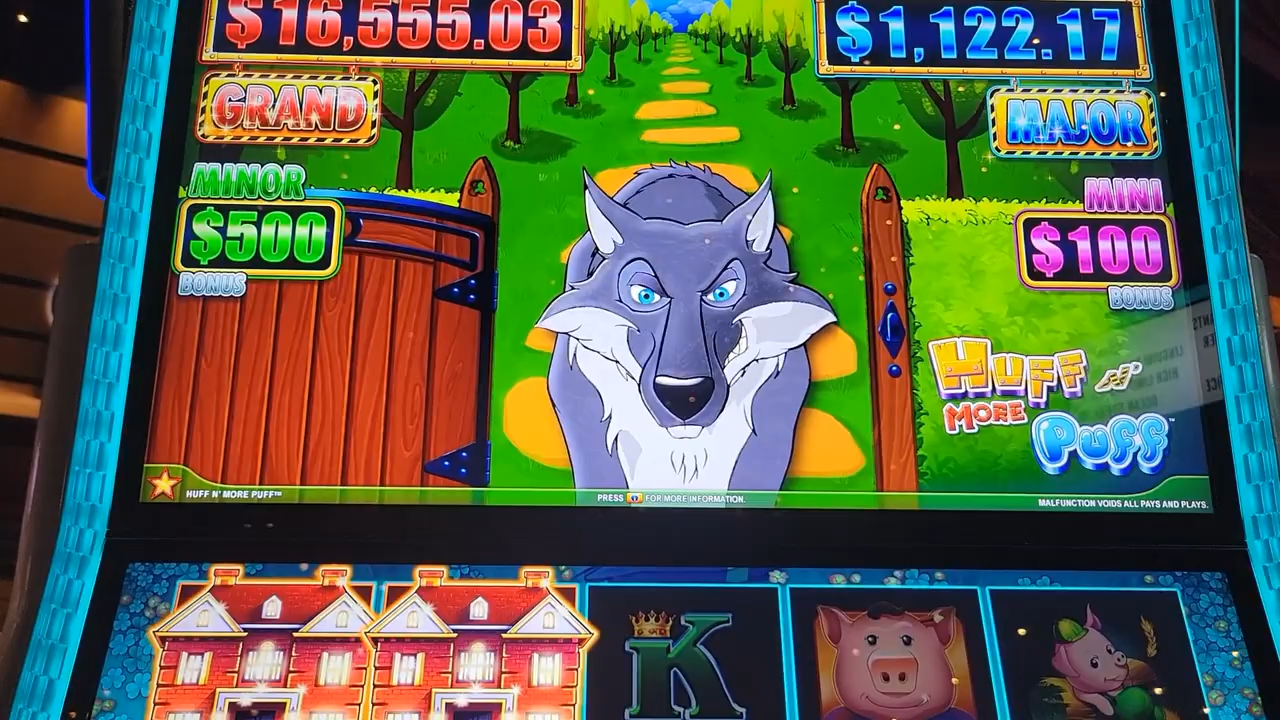 $16,555.03
$1,122.17
GRAND
MAJOR
MINOR
$500
BONUS
MINI
$100
BONUS
HUFF N'
MORE
PUFF™
HUFF N' MORE PUFF™
PRESS FOR MORE INFORMATION.
MALFUNCTION VOIDS ALL PAYS AND PLAYS.
K